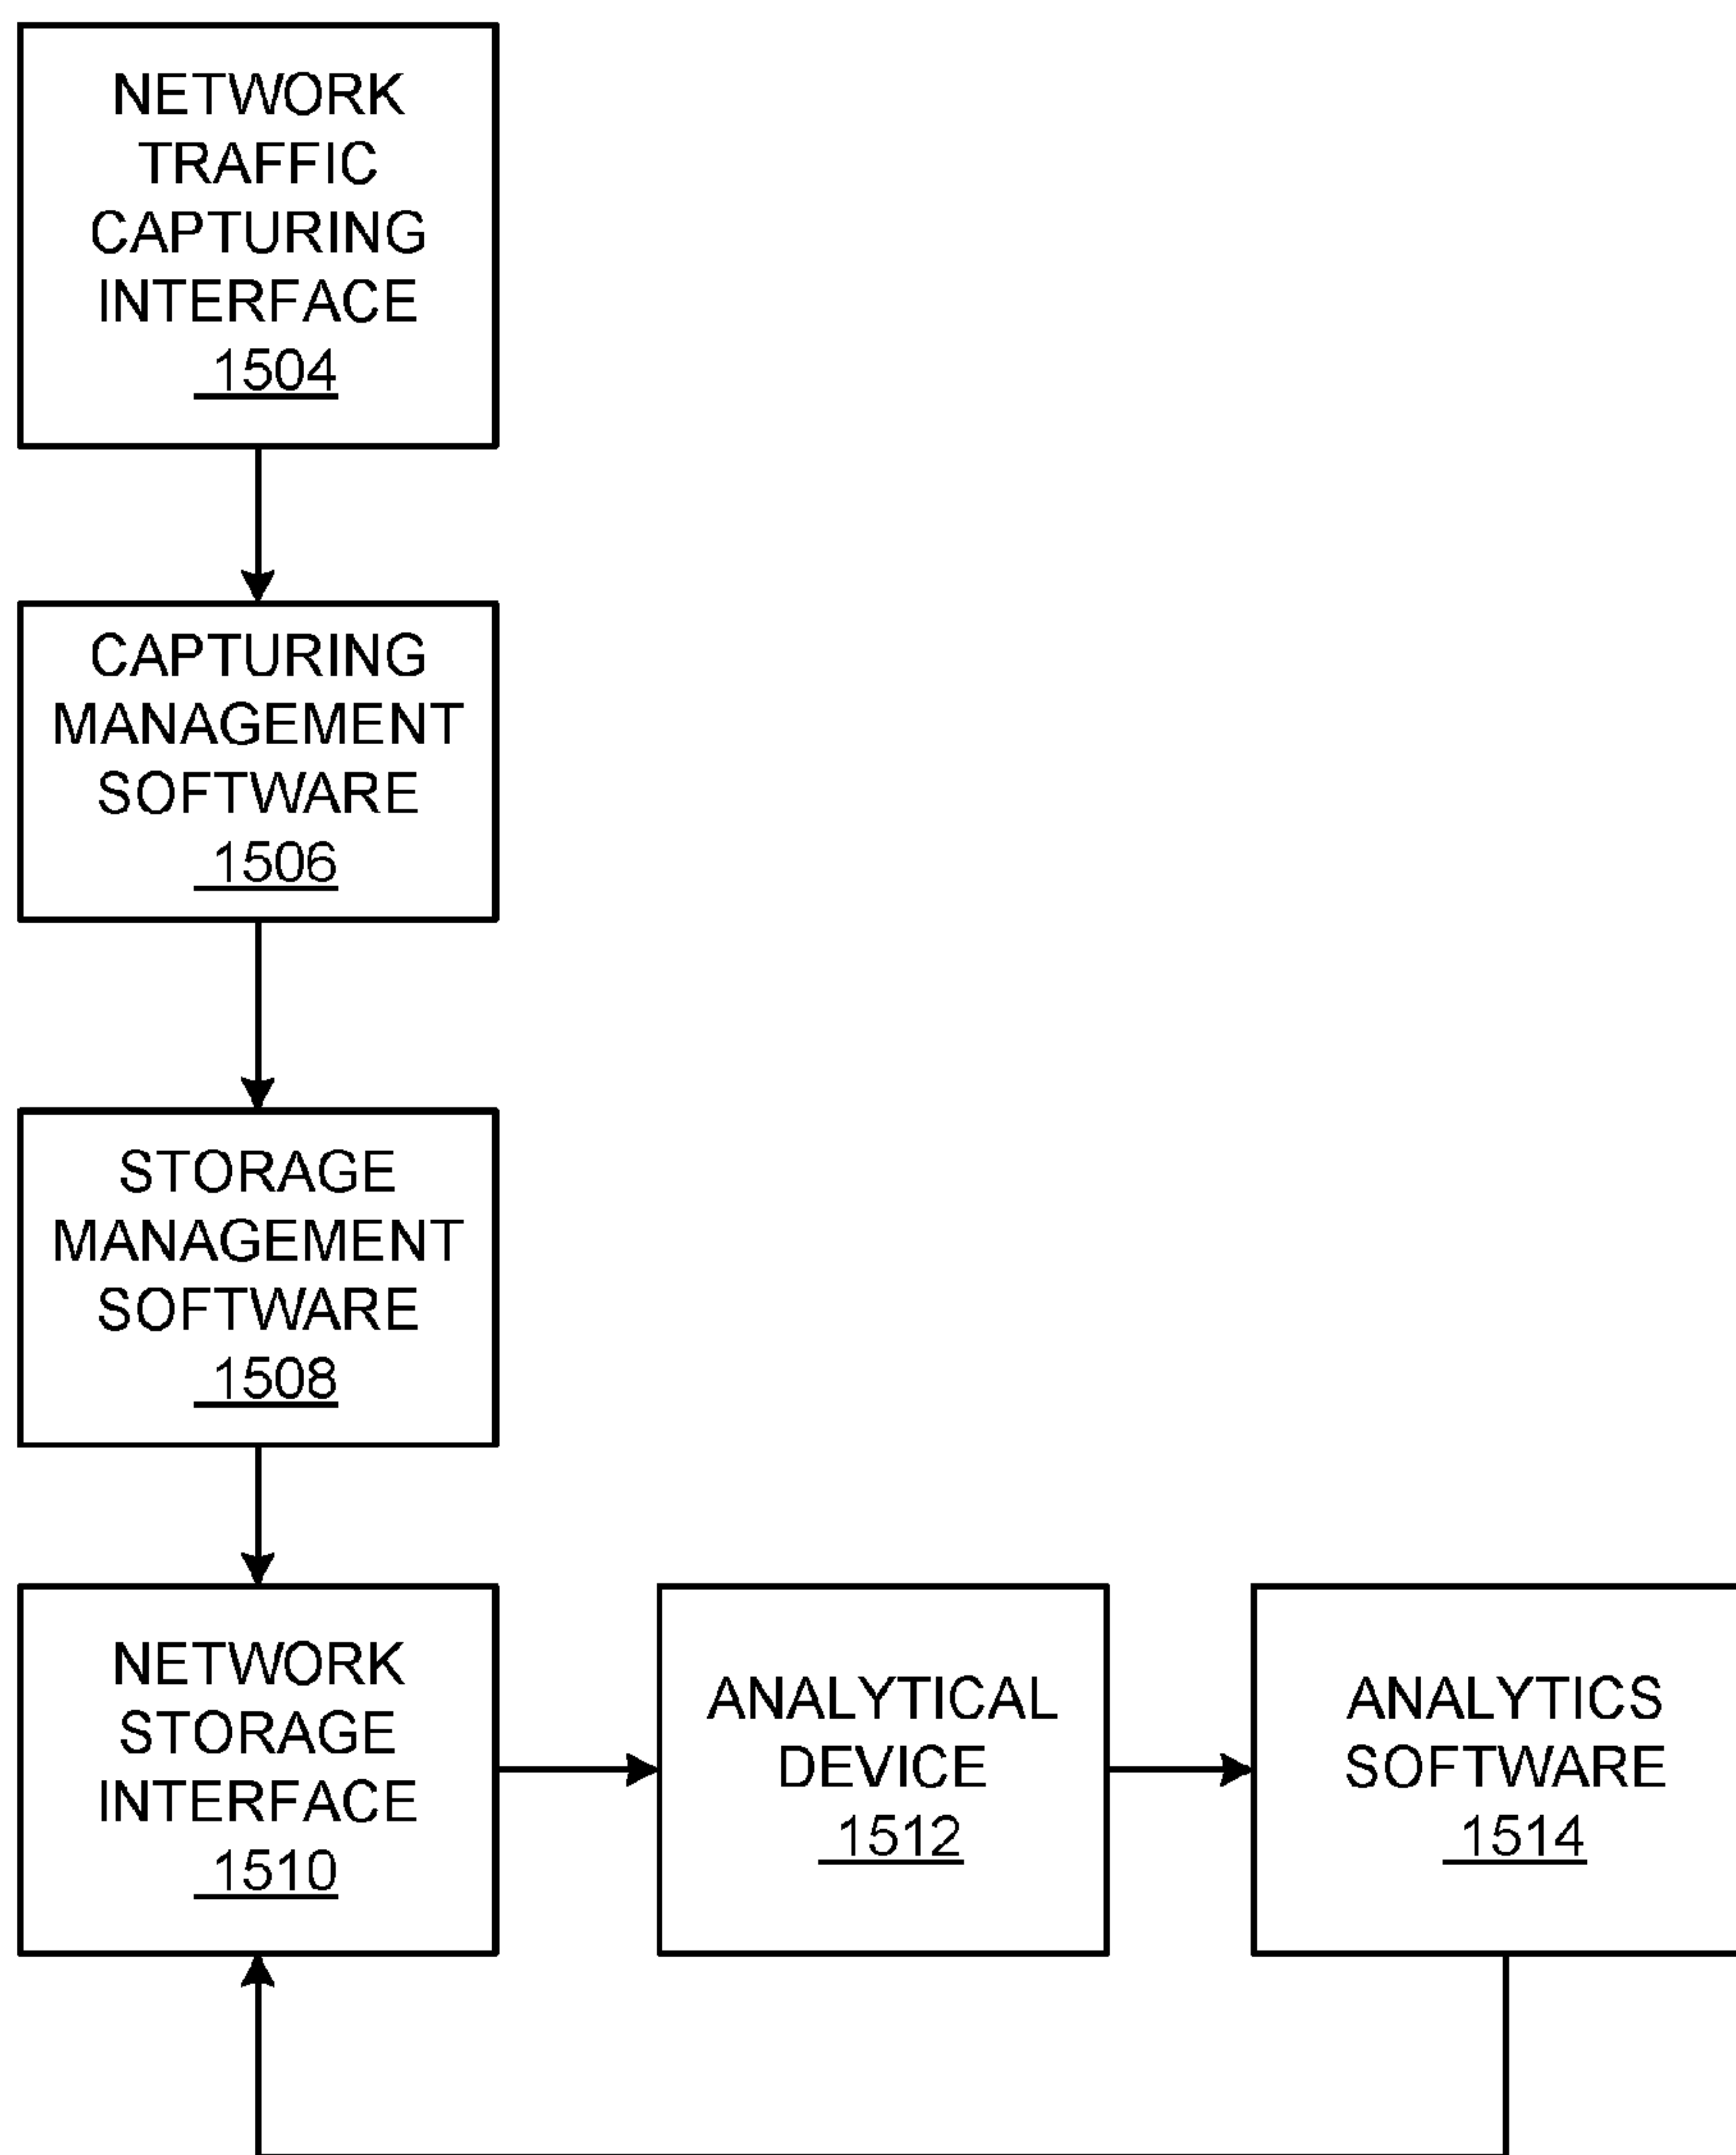 NETWORK
TRAFFIC
CAPTURING
INTERFACE
1504
CAPTURING
MANAGEMENT
SOFTWARE
1506
STORAGE
MANAGEMENT
SOFTWARE
1508
NETWORK
STORAGE
INTERFACE
1510
ANALYTICAL
DEVICE
1512
ANALYTICS
SOFTWARE
1514